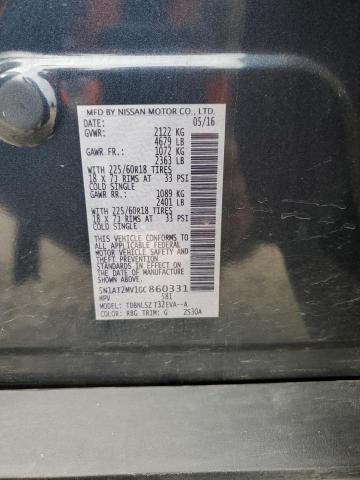 MFD BY NISSAN MOTOR CO., LTD.
DATE: 05/16
GVWR: 2122 KG
4679 LB
GAWR FR: 1072 KG
2363 LB
WITH 225/60R18 TIRES
18 X 7J RIMS AT 33 PSI
COLD SINGLE
GAWR RR: 1089 KG
2401 LB
WITH 225/60R18 TIRES
18 X 7J RIMS AT 33 PSI
COLD SINGLE
THIS VEHICLE CONFORMS TO
ALL APPLICABLE FEDERAL
MOTOR VEHICLE SAFETY
STANDARDS IN EFFECT ON
THE DATE OF MANUFACTURE
SHOWN ABOVE.
5N1AT2MV1GC860331
MPV 581
MODEL: TDBNLSZ T32EVA--A
COLOR: RBG TRIM: G ZS30A